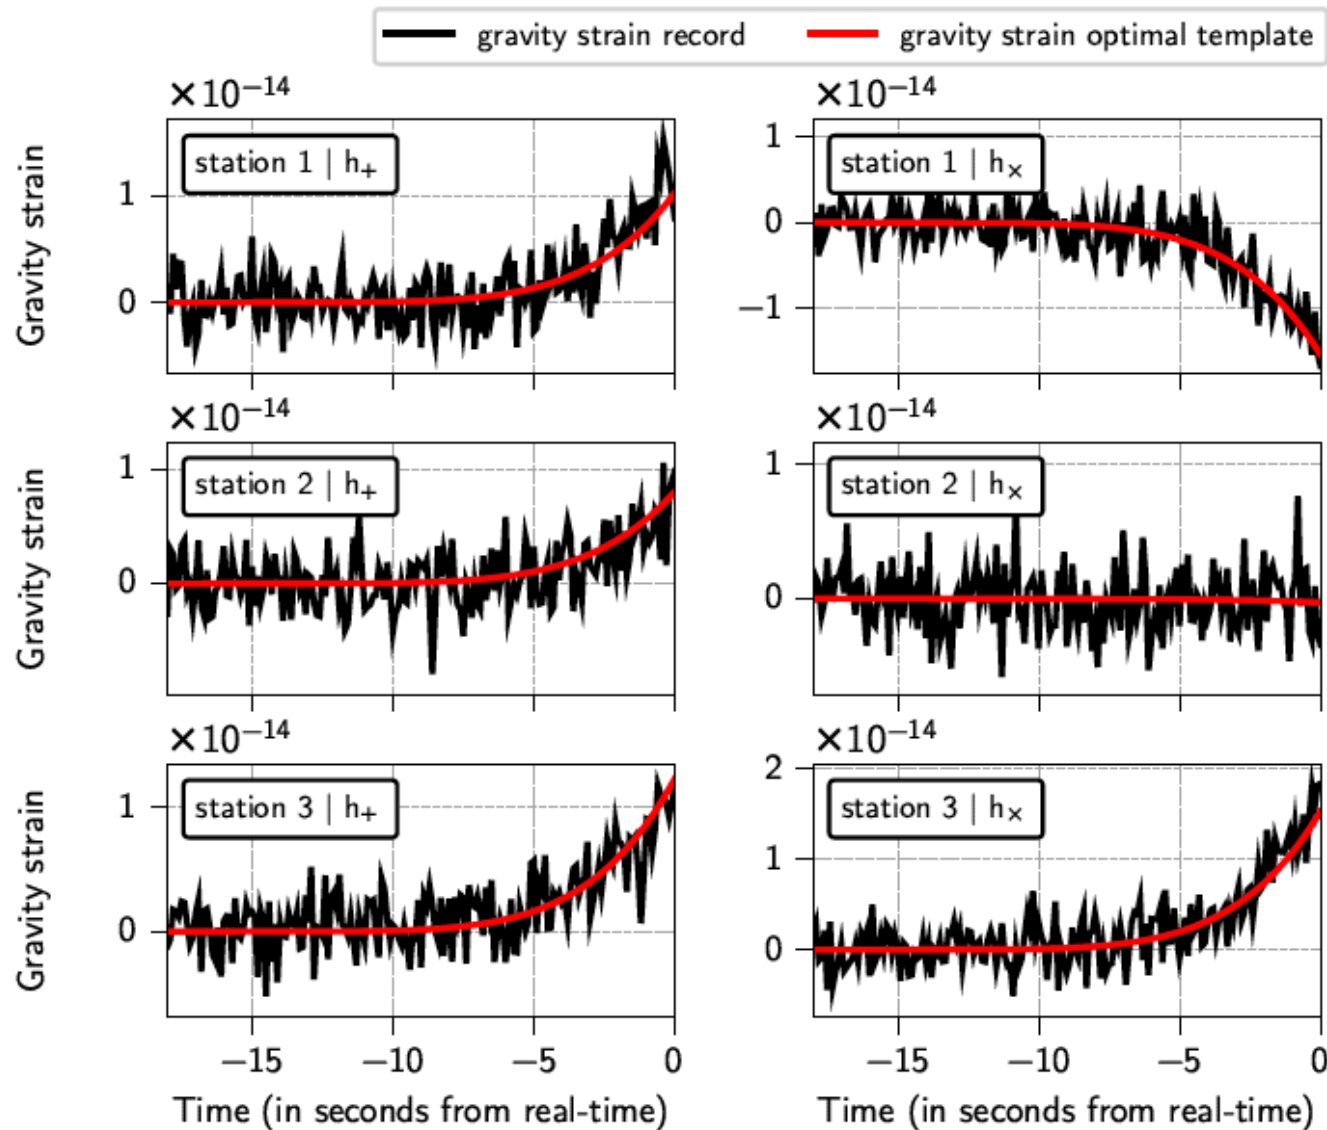 gravity strain record gravity strain optimal template
×10⁻¹⁴ ×10⁻¹⁴
Gravity strain
station 1 | h₊
1
0
station 1 | hₓ
1
0
−1
×10⁻¹⁴ ×10⁻¹⁴
Gravity strain
station 2 | h₊
1
0
station 2 | hₓ
1
0
×10⁻¹⁴ ×10⁻¹⁴
Gravity strain
station 3 | h₊
1
0
station 3 | hₓ
2
1
0
−15 −10 −5 0
−15 −10 −5 0
Time (in seconds from real-time)
Time (in seconds from real-time)